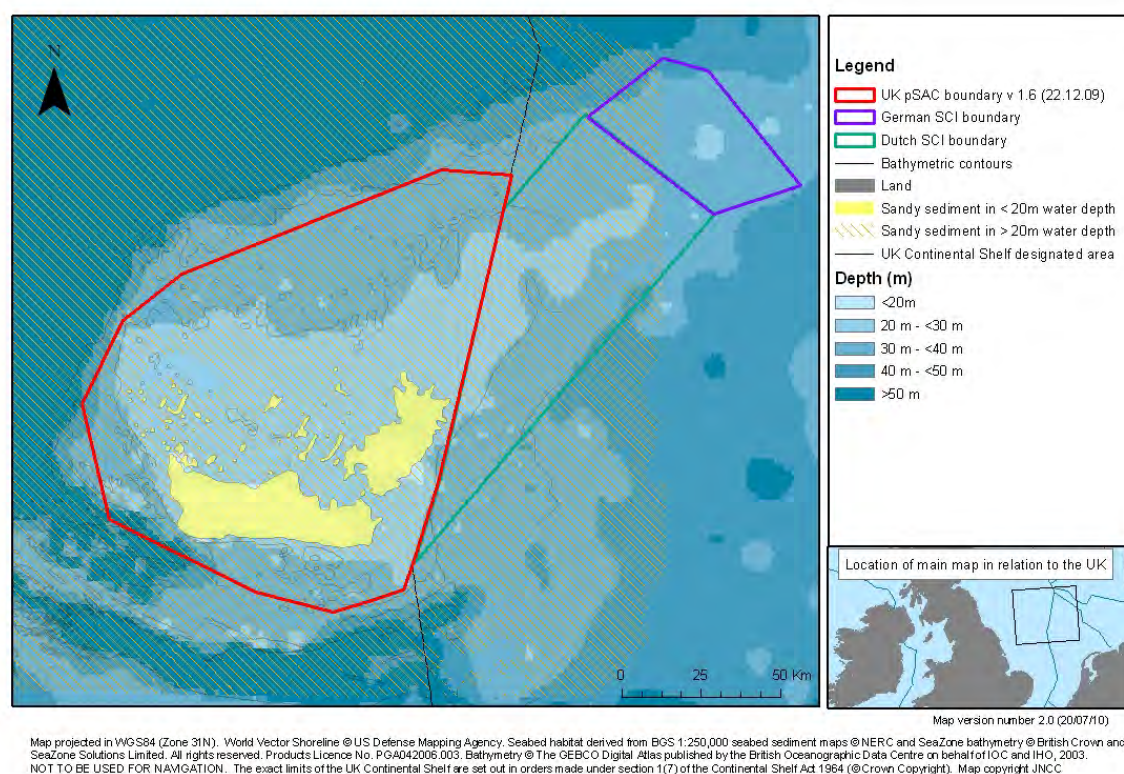 N
0 25 50 Km
Legend
UK pSAC boundary v 1.6 (22.12.09)
German SCI boundary
Dutch SCI boundary
Bathymetric contours
Land
Sandy sediment in < 20m water depth
Sandy sediment in > 20m water depth
UK Continental Shelf designated area
Depth (m)
<20m
20 m - <30 m
30 m - <40 m
40 m - <50 m
>50 m
Location of main map in relation to the UK
Map version number 2.0 (20/07/10)
Map projected in WGS84 (Zone 31N). World Vector Shoreline © US Defense Mapping Agency. Seabed habitat derived from BGS 1:250,000 seabed sediment maps © NERC and SeaZone bathymetry © British Crown and
SeaZone Solutions Limited. All rights reserved. Products Licence No. PGA042006.003. Bathymetry © The GEBCO Digital Atlas published by the British Oceanographic Data Centre on behalf of IOC and IHO, 2003.
NOT TO BE USED FOR NAVIGATION. The exact limits of the UK Continental Shelf are set out in orders made under section 1(7) of the Continental Shelf Act 1964 (© Crown Copyright). Map copyright JNCC